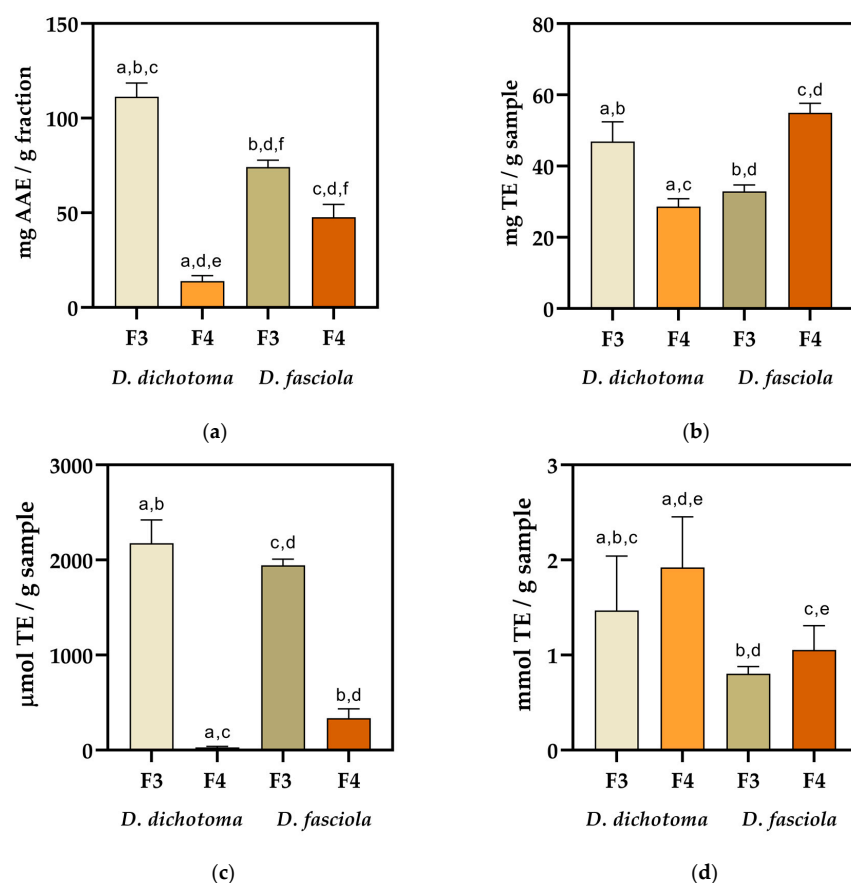 150
100
50
0
mg AAE / g fraction
a,b,c
a,d,e
b,d,f
c,d,f
F3 F4 F3 F4
D. dichotoma D. fasciola
(a)
80
60
40
20
0
mg TE / g sample
a,b
a,c
b,d
c,d
F3 F4 F3 F4
D. dichotoma D. fasciola
(b)
3000
2000
1000
0
µmol TE / g sample
a,b
a,c
c,d
b,d
F3 F4 F3 F4
D. dichotoma D. fasciola
(c)
3
2
1
0
mmol TE / g sample
a,b,c
a,d,e
b,d
c,e
F3 F4 F3 F4
D. dichotoma D. fasciola
(d)